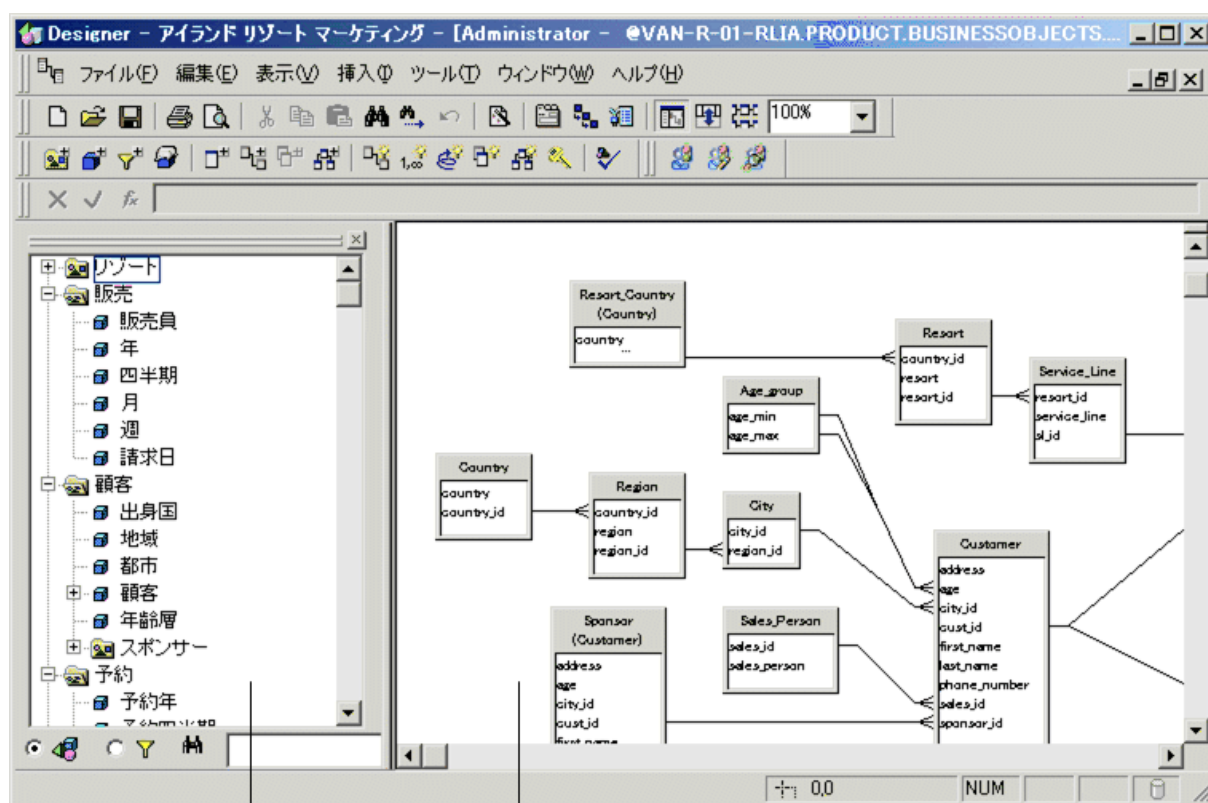 Designer - アイランド リゾート マーケティング - [Administrator - @VAN-R-01-RLIA.PRODUCT.BUSINESSOBJECTS....
ファイル(F) 編集(E) 表示(V) 挿入(I) ツール(T) ウィンドウ(W) ヘルプ(H)
100%
リゾート
販売
販売員
年
四半期
月
週
請求日
顧客
出身国
地域
都市
顧客
年齢層
スポンサー
予約
予約年
予約四半期
Resort_Country
(Country)
country
...
Resort
country_id
resort
resort_id
Service_Line
resort_id
service_line
sl_id
Age_group
age_min
age_max
Country
country
country_id
Region
country_id
region
region_id
City
city_id
region_id
Customer
address
age
city_id
cust_id
first_name
last_name
phone_number
sales_id
sponsor_id
Sponsor
(Customer)
address
age
city_id
cust_id
first_name
Sales_Person
sales_id
sales_person
0,0 NUM